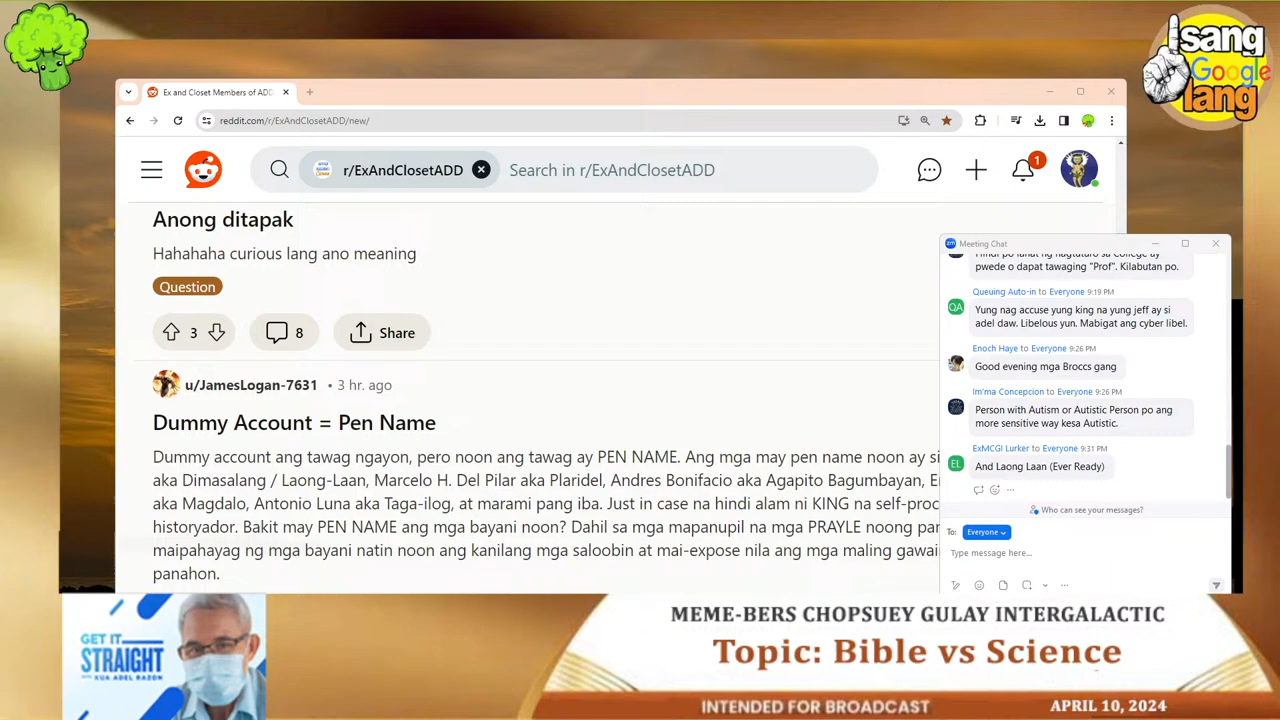 Ex and Closet Members of ADD
reddit.com/r/ExAndClosetADD/new/
r/ExAndClosetADD
Search in r/ExAndClosetADD
1
Anong ditapak
Hahahaha curious lang ano meaning
Question
3
8
Share
u/JamesLogan-7631 • 3 hr. ago
Dummy Account = Pen Name
Dummy account ang tawag ngayon, pero noon ang tawag ay PEN NAME. Ang mga may pen name noon ay si
aka Dimasalang / Laong-Laan, Marcelo H. Del Pilar aka Plaridel, Andres Bonifacio aka Agapito Bagumbayan,
aka Magdalo, Antonio Luna aka Taga-ilog, at marami pang iba. Just in case na hindi alam ni KING na
historyador. Bakit may PEN NAME ang mga bayani noon? Dahil sa mga mapanupil na mga PRAYLE noong
maipahayag ng mga bayani natin noon ang kanilang mga saloobin at mai-expose nila ang mga maling
panahon.
zm Meeting Chat
pwede o dapat tawaging "Prof". Kilabutan po.
Queuing Auto-in to Everyone 9:19 PM
QA
Yung nag accuse yung king na yung jeff ay si
adel daw. Libelous yun. Mabigat ang cyber libel.
Enoch Haye to Everyone 9:26 PM
Good evening mga Broccs gang
Im'ma Concepcion to Everyone 9:26 PM
Person with Autism or Autistic Person po ang
more sensitive way kesa Autistic.
ExMCGI Lurker to Everyone 9:31 PM
EL
And Laong Laan (Ever Ready)
Who can see your messages?
To: Everyone
Type message here...
Isang
Google
lang
GET IT
STRAIGHT
WITH KUA ADEL RAZON
MEME-BERS CHOPSUEY GULAY INTERGALACTIC
Topic: Bible vs Science
INTENDED FOR BROADCAST
APRIL 10, 2024